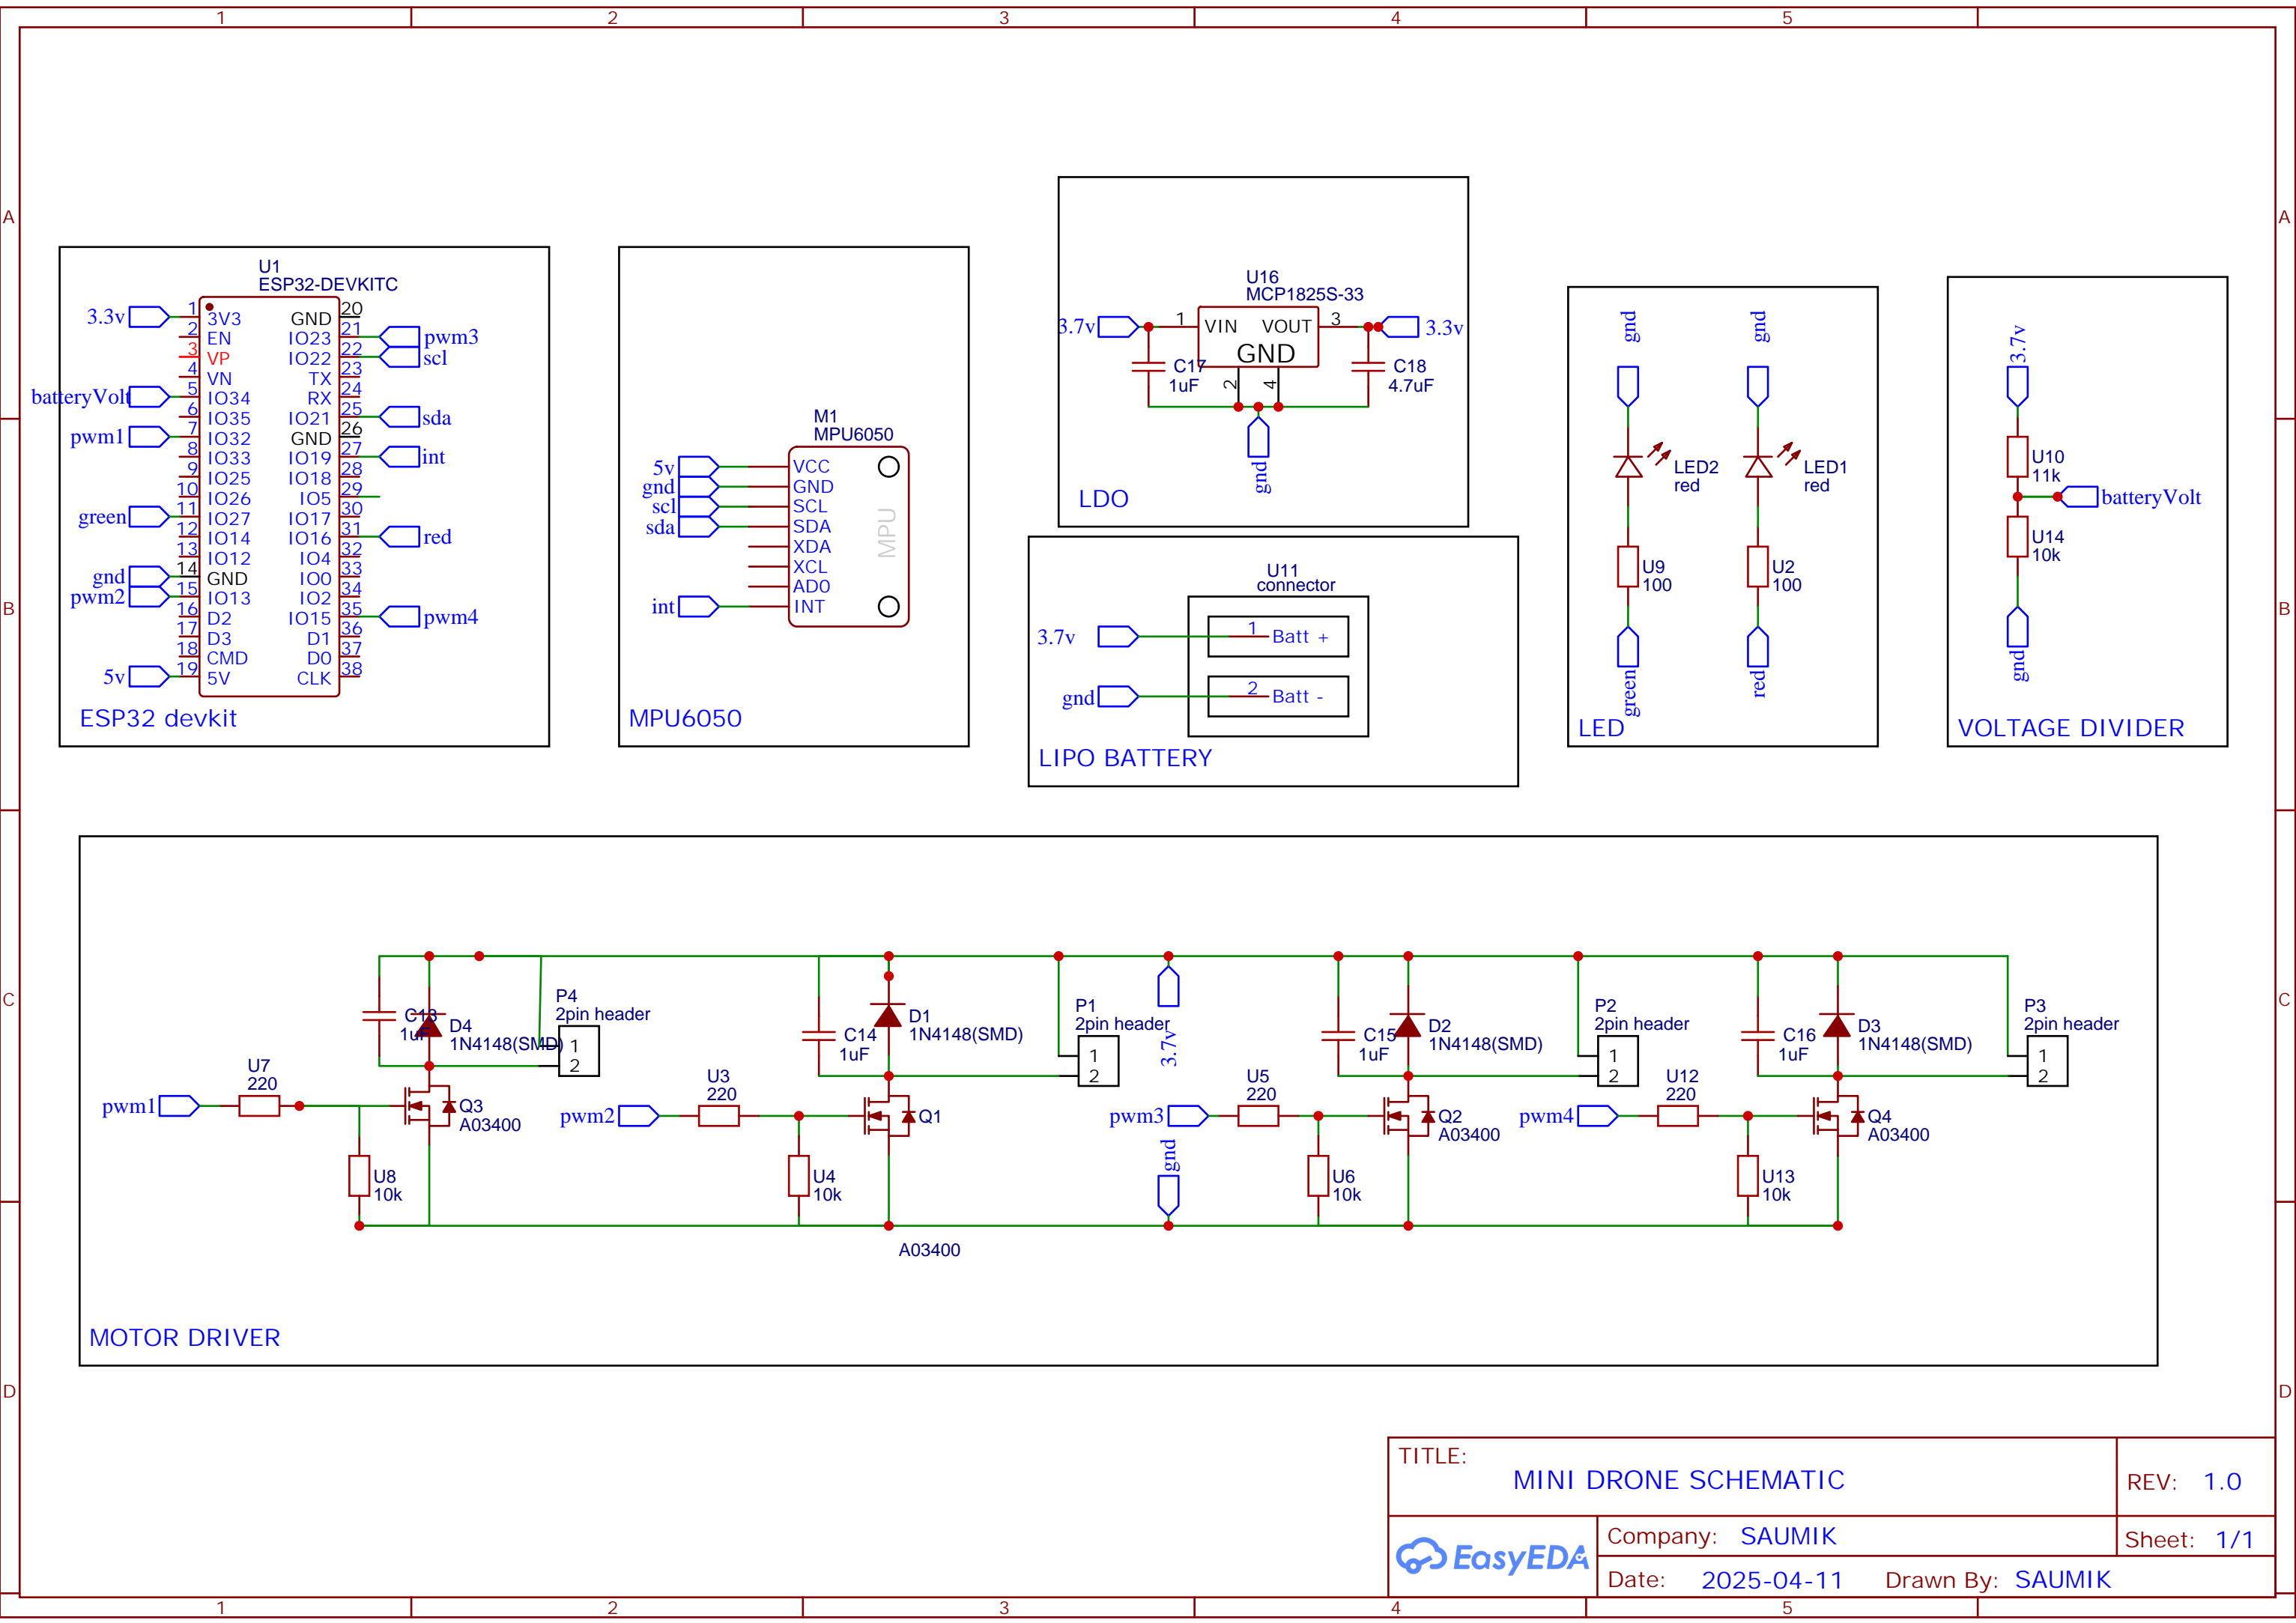 1 2 3 4 5
A
B
C
D
A
B
C
D
U1
ESP32-DEVKITC
3.3v
1 3V3
2 EN
3 VP
4 VN
batteryVolt 5 IO34
6 IO35
pwm1 7 IO32
8 IO33
9 IO25
10 IO26
green 11 IO27
12 IO14
13 IO12
gnd 14 GND
pwm2 15 IO13
16 D2
17 D3
18 CMD
5v 19 5V
GND 20
IO23 21 pwm3
IO22 22 scl
TX 23
RX 24
IO21 25 sda
GND 26
IO19 27 int
IO18 28
IO5 29
IO17 30
IO16 31 red
IO4 32
IO0 33
IO2 34
IO15 35 pwm4
D1 36
D0 37
CLK 38
ESP32 devkit
M1
MPU6050
5v VCC
gnd GND
scl SCL
sda SDA
XDA
XCL
AD0
int INT
MPU
MPU6050
U16
MCP1825S-33
3.7v 1 VIN VOUT 3 3.3v
GND
2 4
C17
1uF
C18
4.7uF
gnd
LDO
U11
connector
3.7v 1 Batt +
gnd 2 Batt -
LIPO BATTERY
gnd gnd
LED2
red
LED1
red
U9
100
U2
100
green red
LED
3.7v
U10
11k
batteryVolt
U14
10k
gnd
VOLTAGE DIVIDER
C13
1uF
D4
1N4148(SMD)
P4
2pin header
1
2
U7
220
pwm1
Q3
A03400
U8
10k
C14
1uF
D1
1N4148(SMD)
P1
2pin header
1
2
U3
220
pwm2
Q1
U4
10k
A03400
3.7v
gnd
C15
1uF
D2
1N4148(SMD)
P2
2pin header
1
2
U5
220
pwm3
Q2
A03400
U6
10k
C16
1uF
D3
1N4148(SMD)
P3
2pin header
1
2
U12
220
pwm4
Q4
A03400
U13
10k
MOTOR DRIVER
TITLE:
MINI DRONE SCHEMATIC
REV: 1.0
EasyEDA
Company: SAUMIK
Sheet: 1/1
Date: 2025-04-11 Drawn By: SAUMIK
1 2 3 4 5